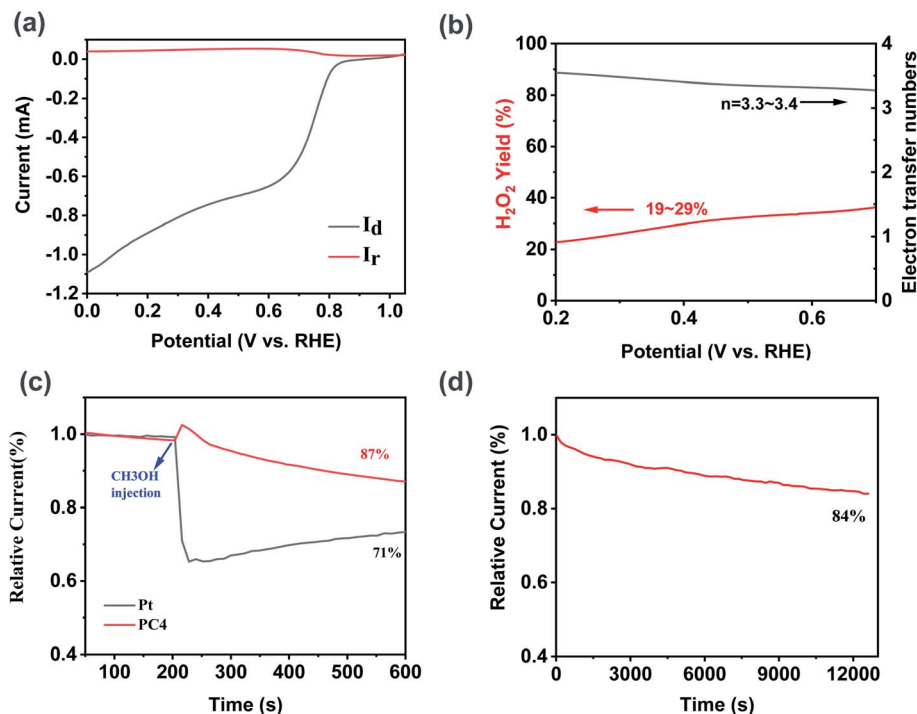 (a)
0.0
-0.2
-0.4
-0.6
-0.8
-1.0
-1.2
Current (mA)
I_d
I_r
0.0 0.2 0.4 0.6 0.8 1.0
Potential (V vs. RHE)
(b)
100
80
60
40
20
0
H₂O₂ Yield (%)
n=3.3~3.4
19~29%
4
3
2
1
0
Electron transfer numbers
0.2 0.4 0.6
Potential (V vs. RHE)
(c)
1.0
0.8
0.6
0.4
Relative Current(%)
CH3OH
injection
87%
71%
Pt
PC4
100 200 300 400 500 600
Time (s)
(d)
1.0
0.8
0.6
0.4
Relative Current (%)
84%
0 3000 6000 9000 12000
Time (s)